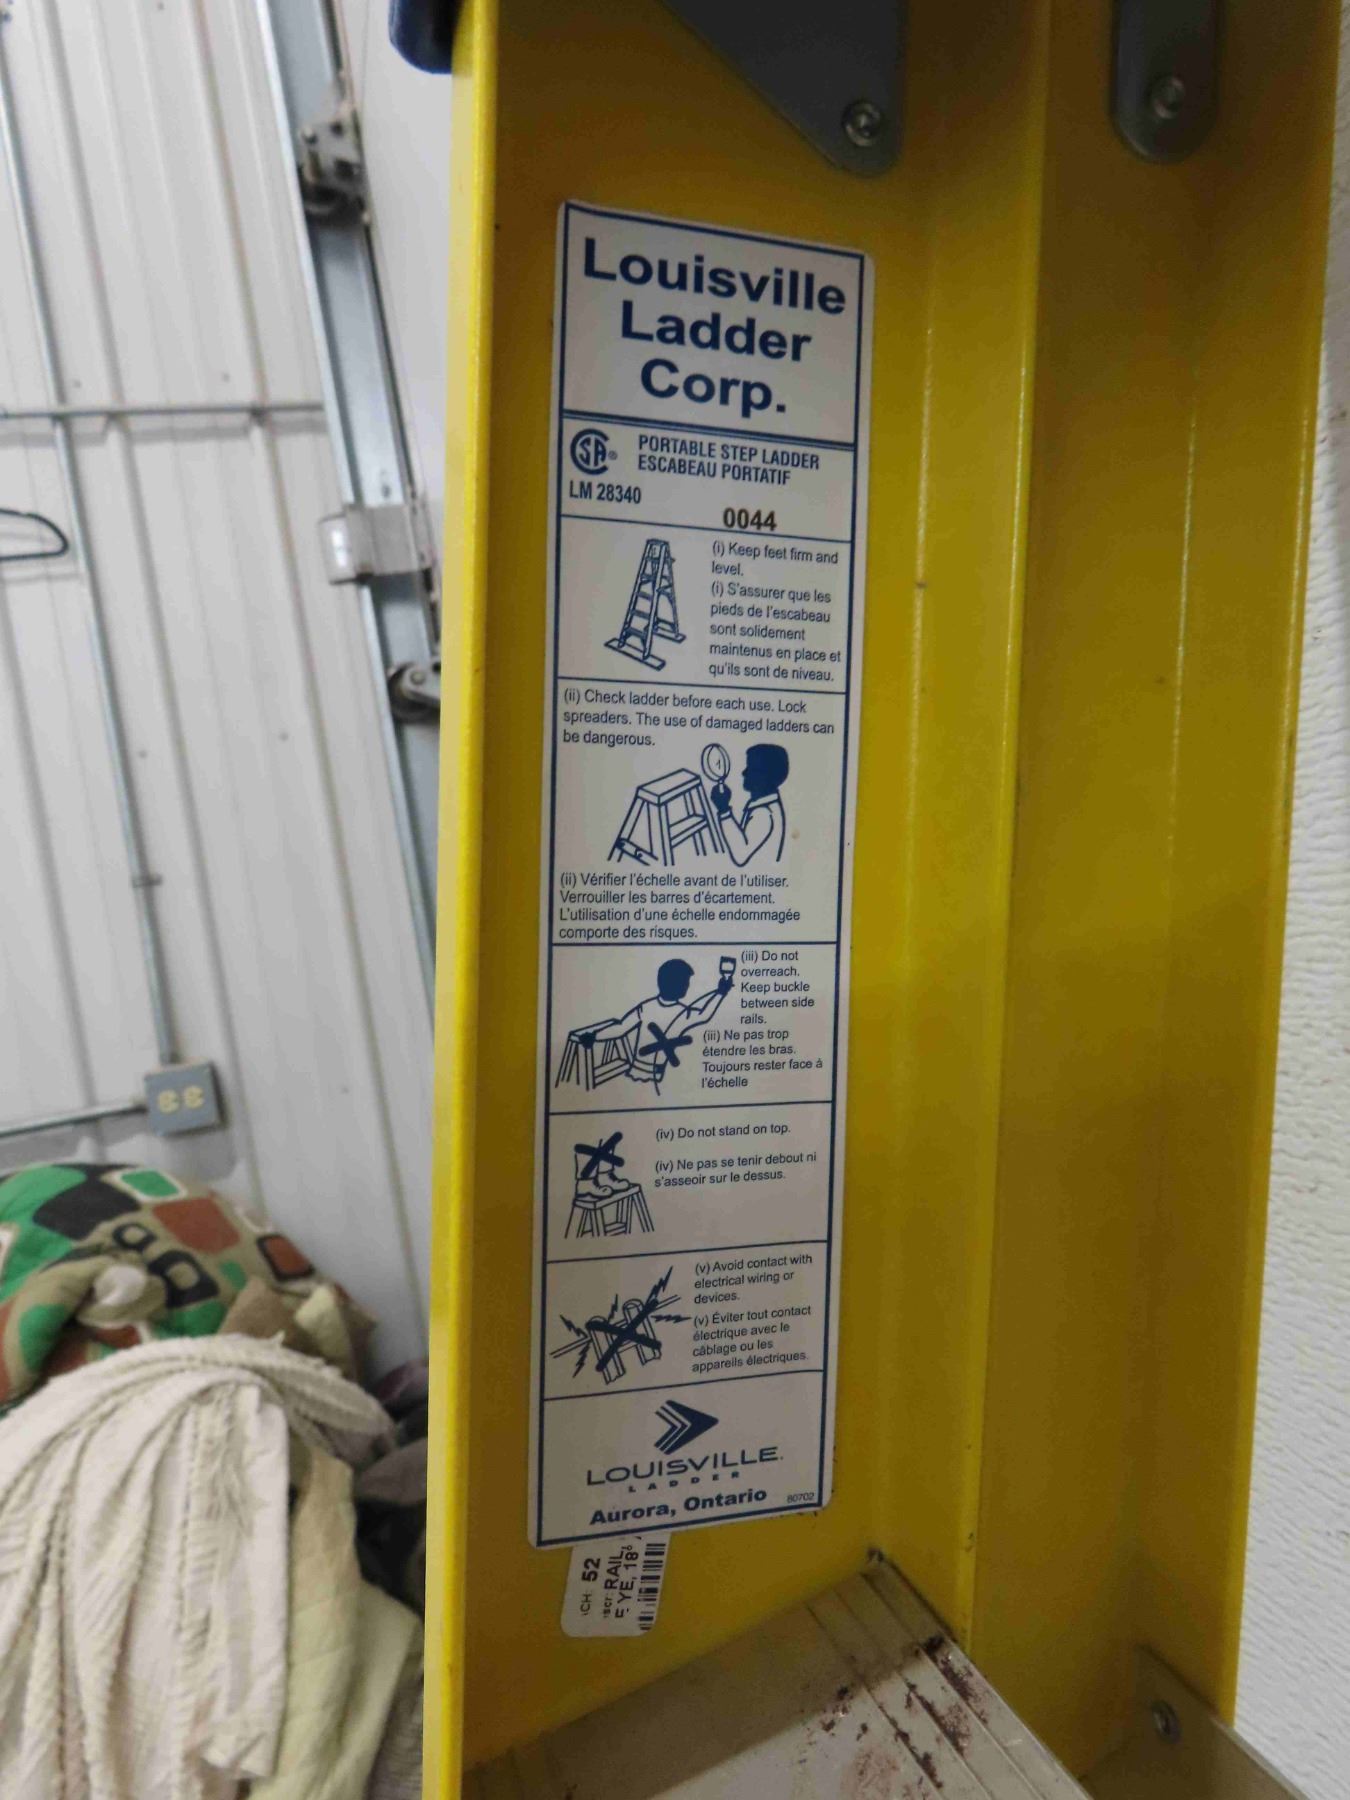 Louisville
Ladder
Corp.
CSA®
PORTABLE STEP LADDER
ESCABEAU PORTATIF
LM 28340
0044
(i) Keep feet firm and
level.
(i) S'assurer que les
pieds de l'escabeau
sont solidement
maintenus en place et
qu'ils sont de niveau.
(ii) Check ladder before each use. Lock
spreaders. The use of damaged ladders can
be dangerous.
(ii) Vérifier l'échelle avant de l'utiliser.
Verrouiller les barres d'écartement.
L'utilisation d'une échelle endommagée
comporte des risques.
(iii) Do not
overreach.
Keep buckle
between side
rails.
(iii) Ne pas trop
étendre les bras.
Toujours rester face à
l'échelle
(iv) Do not stand on top.
(iv) Ne pas se tenir debout ni
s'asseoir sur le dessus.
(v) Avoid contact with
electrical wiring or
devices.
(v) Éviter tout contact
électrique avec le
câblage ou les
appareils électriques.
LOUISVILLE
LADDER
Aurora, Ontario
80702
CH: 52
scr: RAIL,
YE, 18